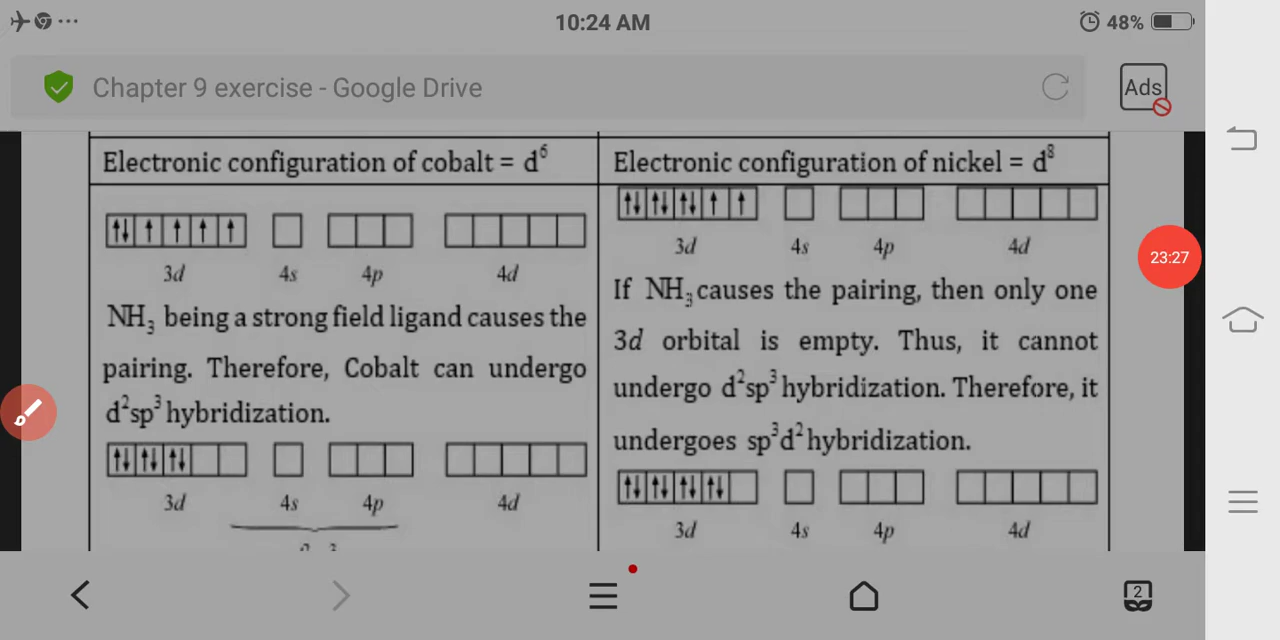 10:24 AM
48%
Chapter 9 exercise - Google Drive
Ads
Electronic configuration of cobalt = d⁶
3d 4s 4p 4d
NH₃ being a strong field ligand causes the
pairing. Therefore, Cobalt can undergo
d²sp³ hybridization.
3d 4s 4p 4d
Electronic configuration of nickel = d⁸
3d 4s 4p 4d
If NH₃ causes the pairing, then only one
3d orbital is empty. Thus, it cannot
undergo d²sp³ hybridization. Therefore, it
undergoes sp³d² hybridization.
3d 4s 4p 4d
23:27
2